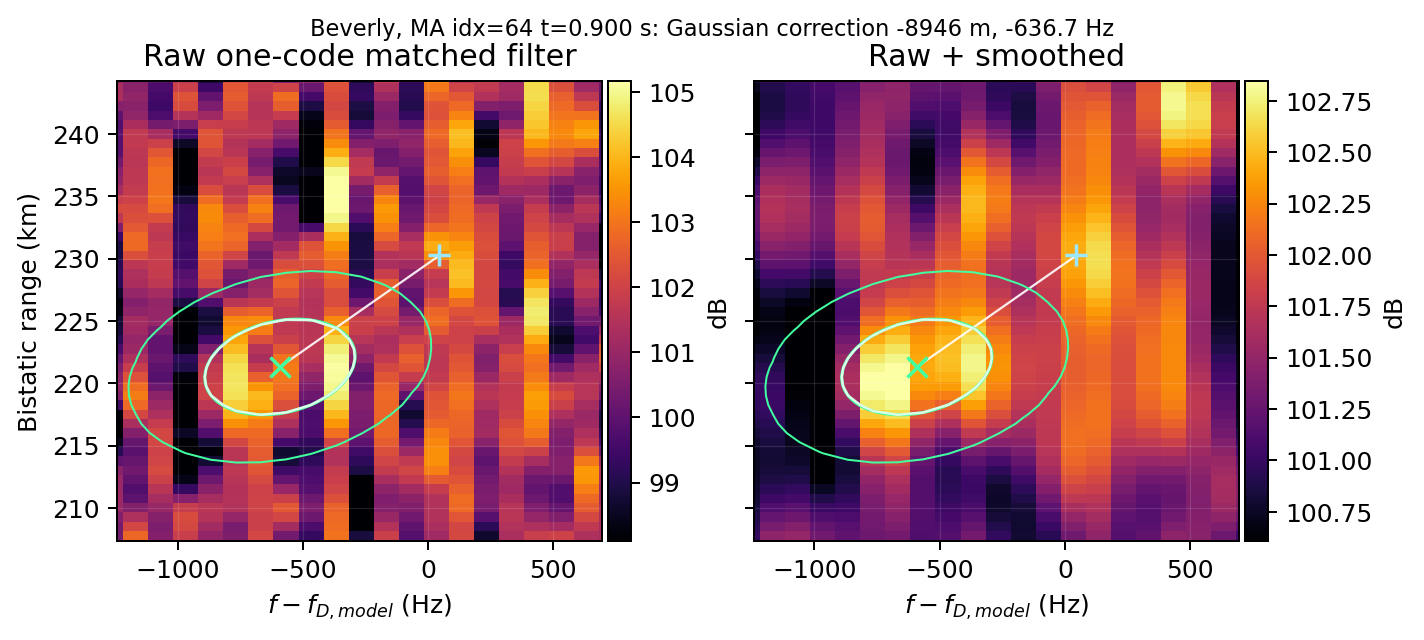 Beverly, MA idx=64 t=0.900 s: Gaussian correction -8946 m, -636.7 Hz
Raw one-code matched filter
Raw + smoothed
Bistatic range (km)
240
235
230
225
220
215
210
−1000 −500 0 500
f − f_{D, model} (Hz)
105
104
103
102
101
100
99
dB
−1000 −500 0 500
f − f_{D, model} (Hz)
102.75
102.50
102.25
102.00
101.75
101.50
101.25
101.00
100.75
dB